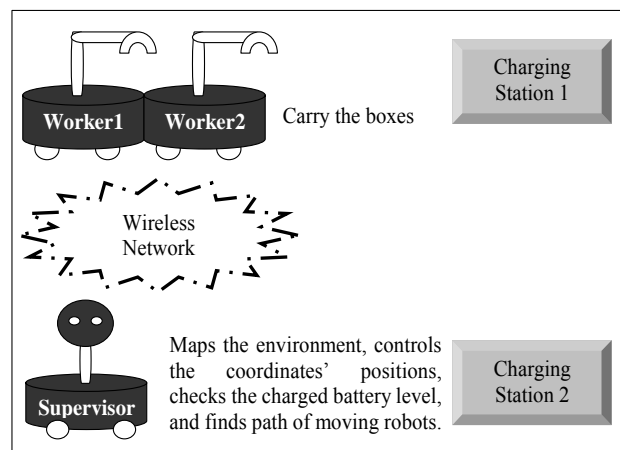 Worker1
Worker2
Carry the boxes
Charging
Station 1
Wireless
Network
Supervisor
Maps the environment, controls
the coordinates' positions,
checks the charged battery level,
and finds path of moving robots.
Charging
Station 2